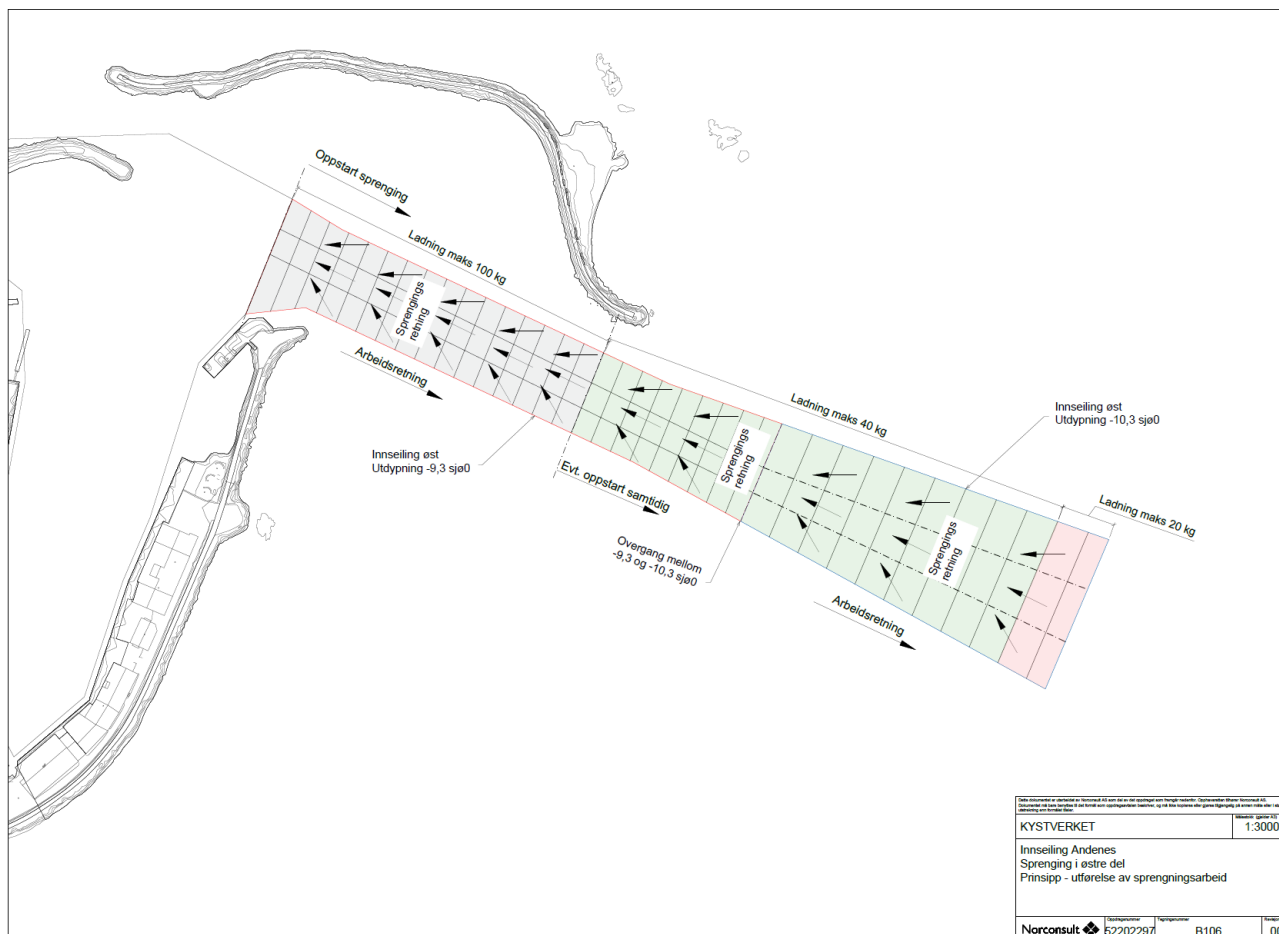 Oppstart sprenging
Ladning maks 100 kg
Sprengings
retning
Arbeidsretning
Innseiling øst
Utdypning -9,3 sjø0
Evt. oppstart samtidig
Ladning maks 40 kg
Sprengings
retning
Innseiling øst
Utdypning -10,3 sjø0
Ladning maks 20 kg
Overgang mellom
-9,3 og -10,3 sjø0
Sprengings
retning
Arbeidsretning
KYSTVERKET
1:3000
Innseiling Andenes
Sprenging i østre del
Prinsipp - utførelse av sprengningsarbeid
Norconsult
Oppdragsnummer
52202297
Tegningsnummer
B106